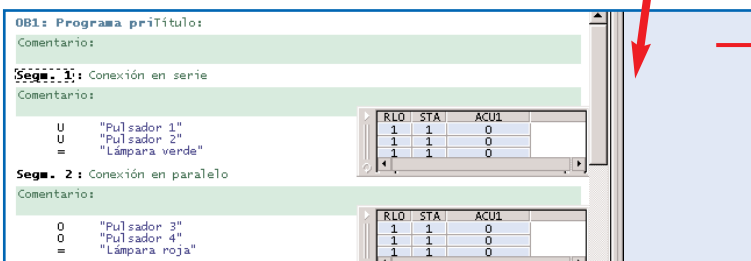 OB1: Programa priTítulo:
Comentario:
Segm. 1: Conexión en serie
Comentario:
U "Pulsador 1"
U "Pulsador 2"
= "Lámpara verde"
RLO STA ACU1
1 1 0
1 1 0
1 1 0
Segm. 2: Conexión en paralelo
Comentario:
O "Pulsador 3"
O "Pulsador 4"
= "Lámpara roja"
RLO STA ACU1
1 1 0
1 1 0
1 1 0